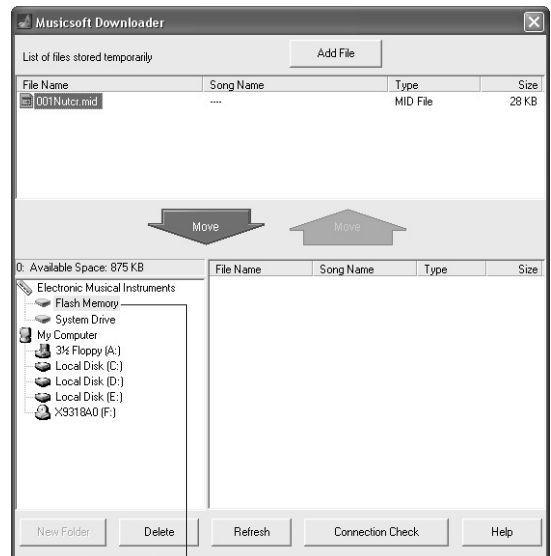 Musicsoft Downloader
List of files stored temporarily
Add File
File Name Song Name Type Size
001Nutcr.mid ---- MID File 28 KB
Move Move
0: Available Space: 875 KB
Electronic Musical Instruments
Flash Memory
System Drive
My Computer
3½ Floppy (A:)
Local Disk (C:)
Local Disk (D:)
Local Disk (E:)
X9318A0 (F:)
File Name Song Name Type Size
New Folder Delete Refresh Connection Check Help